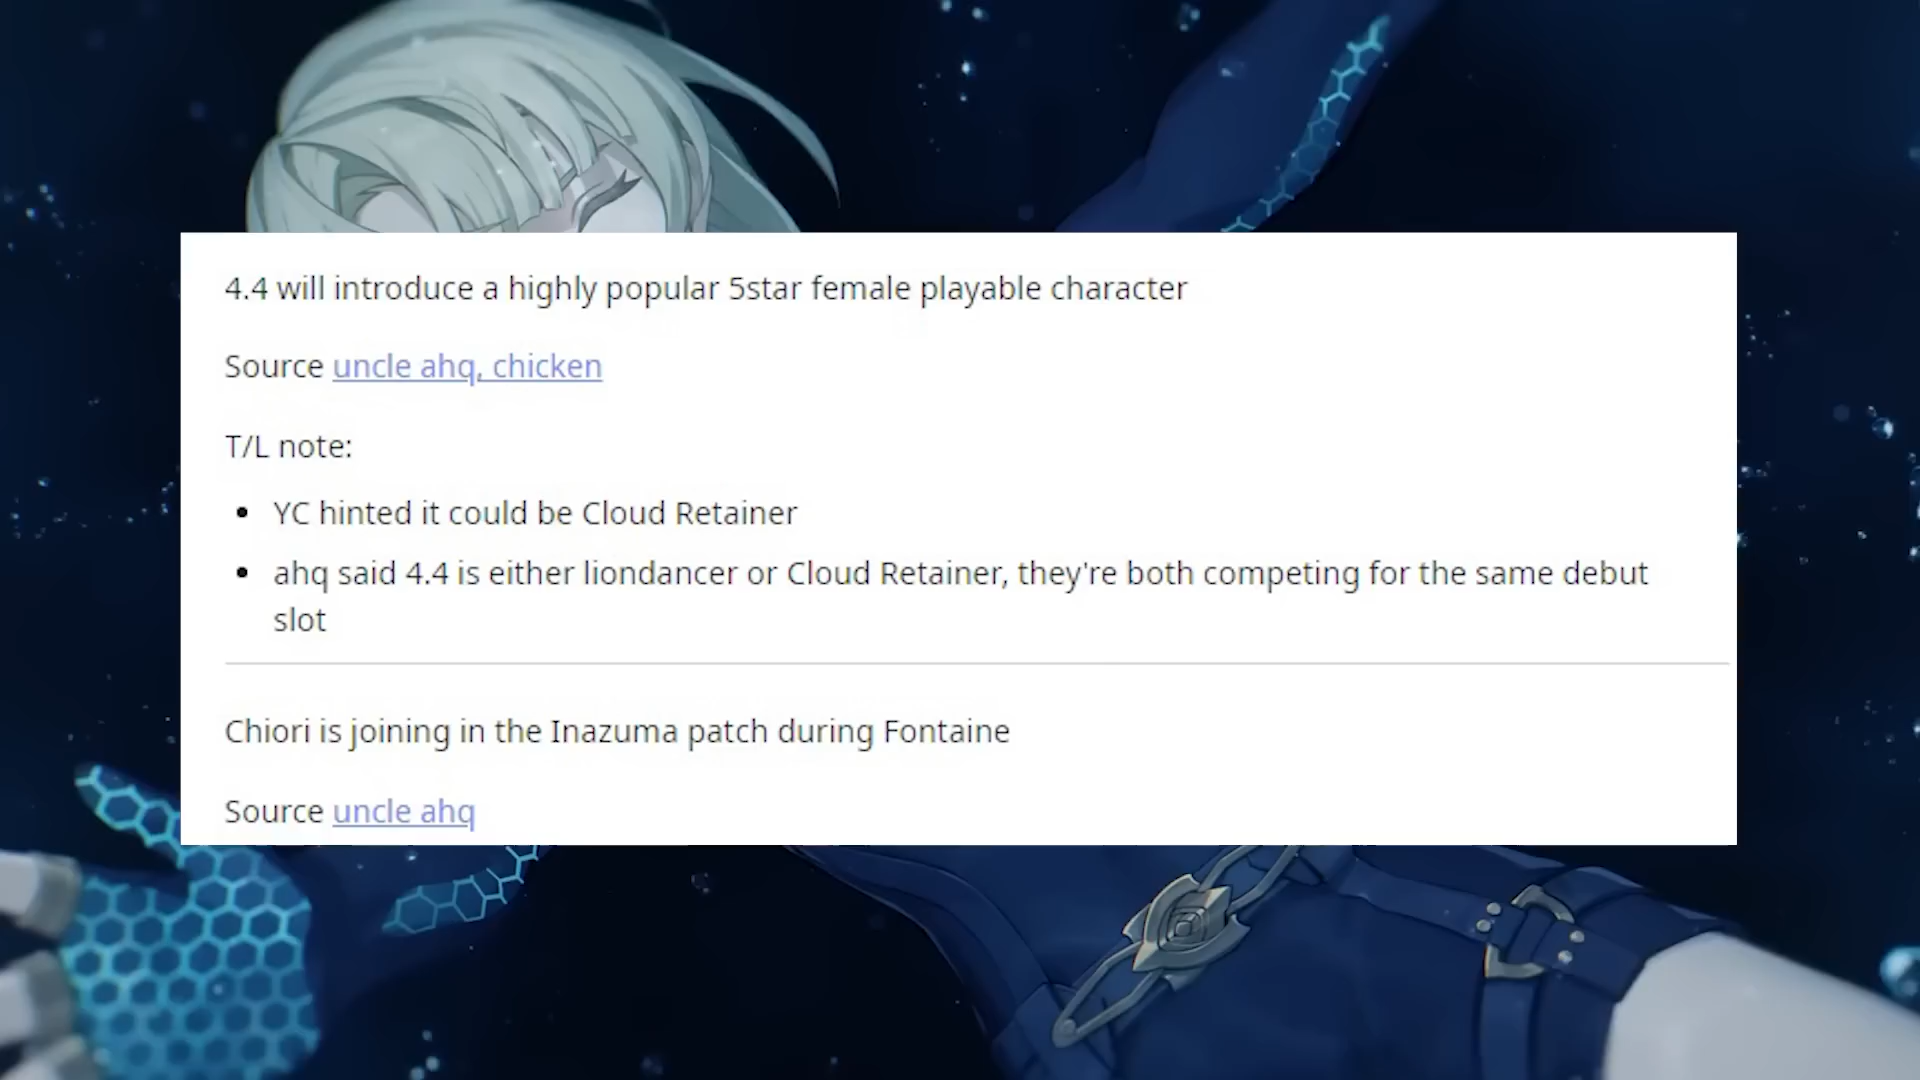 4.4 will introduce a highly popular 5star female playable character
Source uncle ahq, chicken
T/L note:
• YC hinted it could be Cloud Retainer
• ahq said 4.4 is either liondancer or Cloud Retainer, they're both competing for the same debut
slot
Chiori is joining in the Inazuma patch during Fontaine
Source uncle ahq